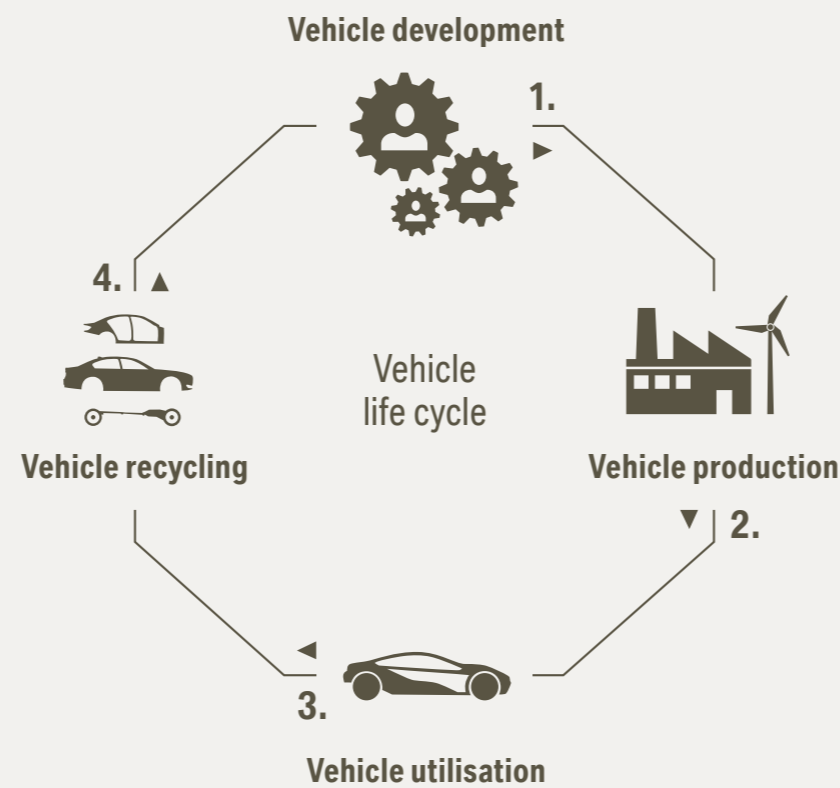 Vehicle development
1.
4.
Vehicle
life cycle
Vehicle recycling
Vehicle production
2.
3.
Vehicle utilisation